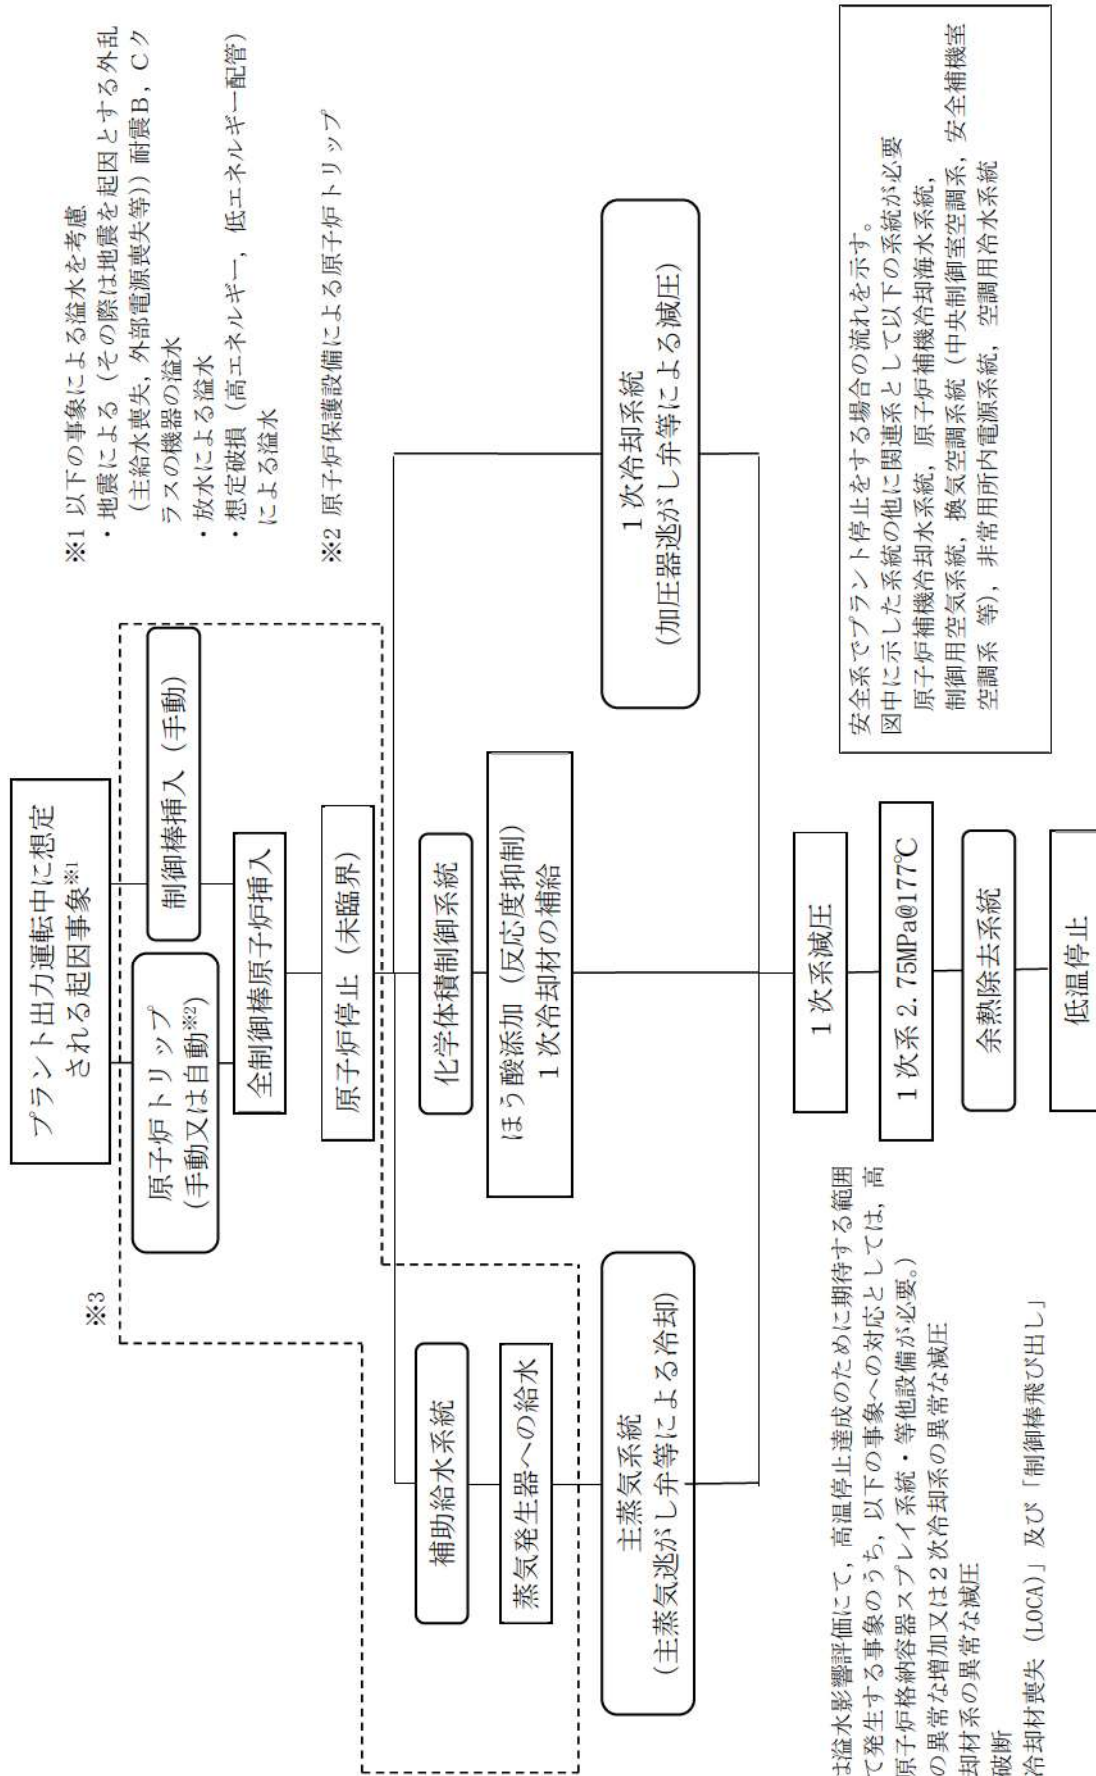 プラント出力運転中に想定
される起因事象※1
※3
原子炉トリップ
(手動又は自動※2)
制御棒挿入（手動）
全制御棒原子炉挿入
原子炉停止（未臨界）
※1 以下の事象による溢水を考慮
・地震による（その際は地震を起因とする外乱
（主給水喪失，外部電源喪失等)）耐震Ｂ，Ｃク
ラスの機器の溢水
・放水による溢水
・想定破損（高エネルギー，低エネルギー配管）
による溢水
※2 原子炉保護設備による原子炉トリップ
補助給水系統
蒸気発生器への給水
主蒸気系統
(主蒸気逃がし弁等による冷却)
化学体積制御系統
ほう酸添加（反応度抑制）
１次冷却材の補給
１次冷却系統
(加圧器逃がし弁等による減圧)
１次系減圧
１次系 2.75MPa@177℃
余熱除去系統
低温停止
は溢水影響評価にて，高温停止達成のために期待する範囲
て発生する事象のうち，以下の事象への対応としては，高
原子炉格納容器スプレイ系統・等他設備が必要。）
の異常な増加又は２次冷却系の異常な減圧
却材系の異常な減圧
破断
冷却材喪失（LOCA)」及び「制御棒飛び出し」
安全系でプラント停止をする場合の流れを示す。
図中に示した系統の他に関連系として以下の系統が必要
原子炉補機冷却水系統，原子炉補機冷却海水系統，
制御用空気系統，換気空調系統（中央制御室空調系，安全補機室
空調系 等)，非常用所内電源系統，空調用冷水系統